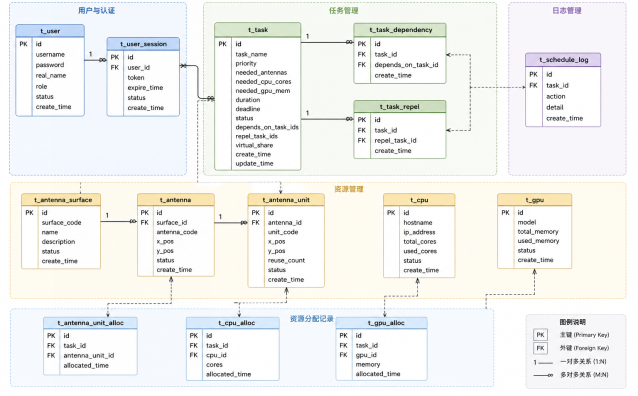 用户与认证
t_user
PK id
username
password
real_name
role
status
create_time
1
t_user_session
PK id
FK user_id
token
expire_time
status
create_time
任务管理
t_task
PK id
task_name
priority
needed_antennas
needed_cpu_cores
needed_gpu_mem
duration
deadline
status
depends_on_task_ids
repel_task_ids
virtual_share
create_time
update_time
1
t_task_dependency
PK id
FK task_id
FK depends_on_task_id
create_time
1
t_task_repel
PK id
FK task_id
FK repel_task_id
create_time
日志管理
t_schedule_log
PK id
FK task_id
action
detail
create_time
资源管理
t_antenna_surface
PK id
surface_code
name
description
status
create_time
1
t_antenna
PK id
FK surface_id
antenna_code
x_pos
y_pos
status
create_time
1
t_antenna_unit
PK id
FK antenna_id
unit_code
x_pos
y_pos
reuse_count
status
create_time
t_cpu
PK id
hostname
ip_address
total_cores
used_cores
status
create_time
t_gpu
PK id
model
total_memory
used_memory
status
create_time
资源分配记录
t_antenna_unit_alloc
PK id
FK task_id
FK antenna_unit_id
allocated_time
t_cpu_alloc
PK id
FK task_id
FK cpu_id
cores
allocated_time
t_gpu_alloc
PK id
FK task_id
FK gpu_id
memory
allocated_time
图例说明
PK 主键 (Primary Key)
FK 外键 (Foreign Key)
1 一对多关系 (1:N)
多对多关系 (M:N)